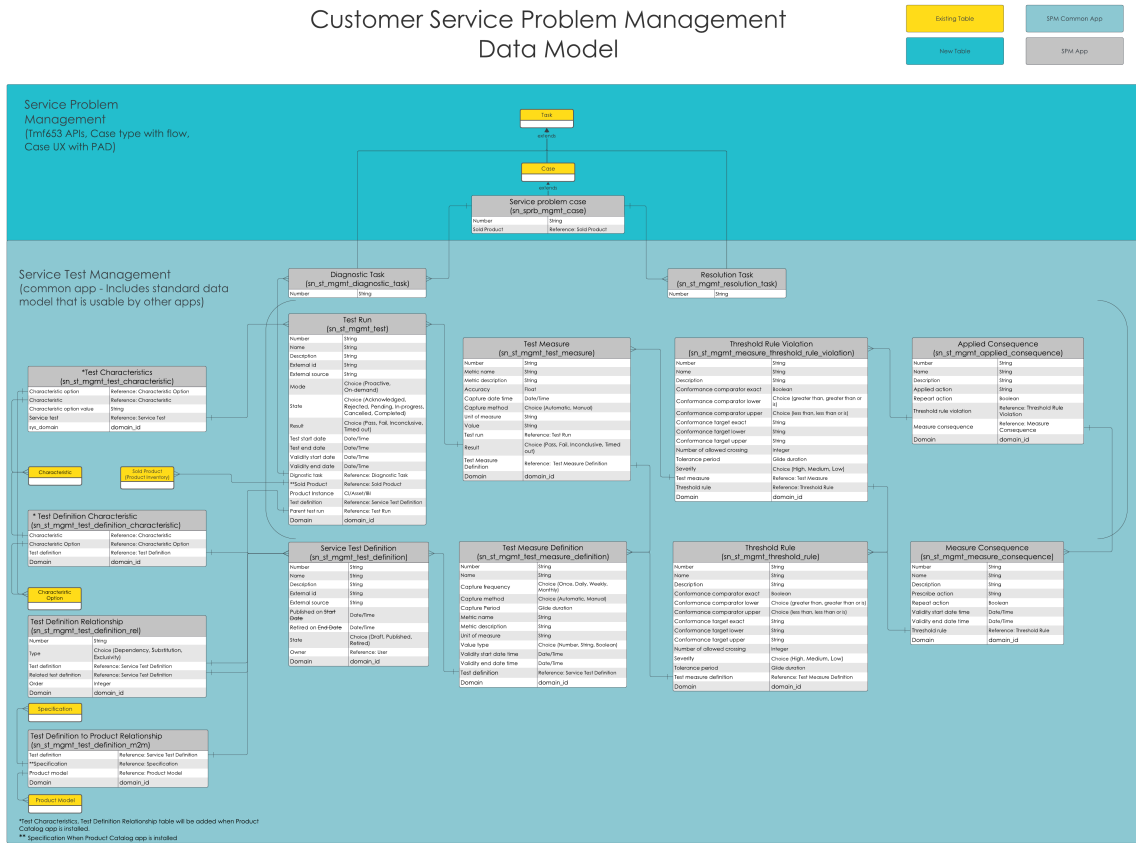 Customer Service Problem Management
Data Model
Existing Table
SPM Common App
New Table
SPM App
Service Problem
Management
(Tmf653 APIs, Case type with flow,
Case UX with PAD)
Task
extends
Case
extends
Service problem case
(sn_sprb_mgmt_case)
Number String
Sold Product Reference: Sold Product
Service Test Management
(common app - Includes standard data
model that is usable by other apps)
Diagnostic Task
(sn_st_mgmt_diagnostic_task)
Number String
Resolution Task
(sn_st_mgmt_resolution_task)
Number String
Test Run
(sn_st_mgmt_test)
Number String
Name String
Description String
External id String
External source String
Mode Choice (Proactive,
On-demand)
State Choice (Acknowledged,
Rejected, Pending, In-progress,
Cancelled, Completed)
Result Choice (Pass, Fail, Inconclusive,
Timed out)
Test start date Date/Time
Test end date Date/Time
Validity start date Date/Time
Validity end date Date/Time
Dignostic task Reference: Diagnostic Task
**Sold Product Reference: Sold Product
Product Instance CI/Asset/IBI
Test definition Reference: Service Test Definition
Parent test run Reference: Test Run
Domain domain_id
Test Measure
(sn_st_mgmt_test_measure)
Number String
Metric name String
Metric description String
Accuracy Float
Capture date time Date/Time
Capture method Choice (Automatic, Manual)
Unit of measure String
Value String
Test run Reference: Test Run
Result Choice (Pass, Fail, Inconclusive, Timed
out)
Test Measure
Definition Reference: Test Measure Definition
Domain domain_id
Threshold Rule Violation
(sn_st_mgmt_measure_threshold_rule_violation)
Number String
Name String
Description String
Conformance comparator exact Boolean
Conformance comparator lower Choice (greater than, greater than or
is)
Conformance comparator upper Choice (less than, less than or is)
Conformance target exact String
Conformance target lower String
Conformance target upper String
Number of allowed crossing Integer
Tolerance period Glide duration
Severity Choice (High, Medium, Low)
Test measure Reference: Test Measure
Threshold rule Reference: Threshold Rule
Domain domain_id
Applied Consequence
(sn_st_mgmt_applied_consequence)
Number String
Name String
Description String
Applied action String
Repeart action Boolean
Threshold rule violation Reference: Threshold Rule
Violation
Measure consequence Reference: Measure
Consequence
Domain domain_id
*Test Characteristics
(sn_st_mgmt_test_characteristic)
Characteristic option Reference: Characteristic Option
Characteristic Reference: Characteristic
Characteristic option value String
Service test Reference: Service Test
sys_domain domain_id
Characteristic
Sold Product
(Product Inventory)
* Test Definition Characteristic
(sn_st_mgmt_test_definition_characteristic)
Characteristic Reference: Characteristic
Characteristic Option Reference: Characteristic Option
Test definition Reference: Test Definition
Domain domain_id
Characteristic
Option
Test Definition Relationship
(sn_st_mgmt_test_definition_rel)
Number String
Type Choice (Dependency, Substitution,
Exclusivity)
Test definition Reference: Service Test Definition
Related test definition Reference: Service Test Definition
Order Integer
Domain domain_id
Specification
Test Definition to Product Relationship
(sn_st_mgmt_test_definition_m2m)
Test definition Reference: Service Test Definition
**Specification Reference: Specification
Product model Reference: Product Model
Domain domain_id
Product Model
Service Test Definition
(sn_st_mgmt_test_definition)
Number String
Name String
Description String
External id String
External source String
Published on Start
Date Date/Time
Retired on End Date Date/Time
State Choice (Draft, Published,
Retired)
Owner Reference: User
Domain domain_id
Test Measure Definition
(sn_st_mgmt_test_measure_definition)
Number String
Name String
Capture frequency Choice (Once, Daily, Weekly,
Monthly)
Capture method Choice (Automatic, Manual)
Capture Period Glide duration
Metric name String
Metric description String
Unit of measure String
Value type Choice (Number, String, Boolean)
Validity start date time Date/Time
Validity end date time Date/Time
Test definition Reference: Service Test Definition
Domain domain_id
Threshold Rule
(sn_st_mgmt_threshold_rule)
Number String
Name String
Description String
Conformance comparator exact Boolean
Conformance comparator lower Choice (greater than, greater than or is)
Conformance comparator upper Choice (less than, less than or is)
Conformance target exact String
Conformance target lower String
Conformance target upper String
Number of allowed crossing Integer
Severity Choice (High, Medium, Low)
Tolerance period Glide duration
Test measure definition Reference: Test Measure Definition
Domain domain_id
Measure Consequence
(sn_st_mgmt_measure_consequence)
Number String
Name String
Description String
Prescribe action String
Repeat action Boolean
Validity start date time Date/Time
Validity end date time Date/Time
Threshold rule Reference: Threshold Rule
Domain domain_id
*Test Characteristics, Test Definition Relationship table will be added when Product
Catalog app is installed.
** Specification When Product Catalog app is installed